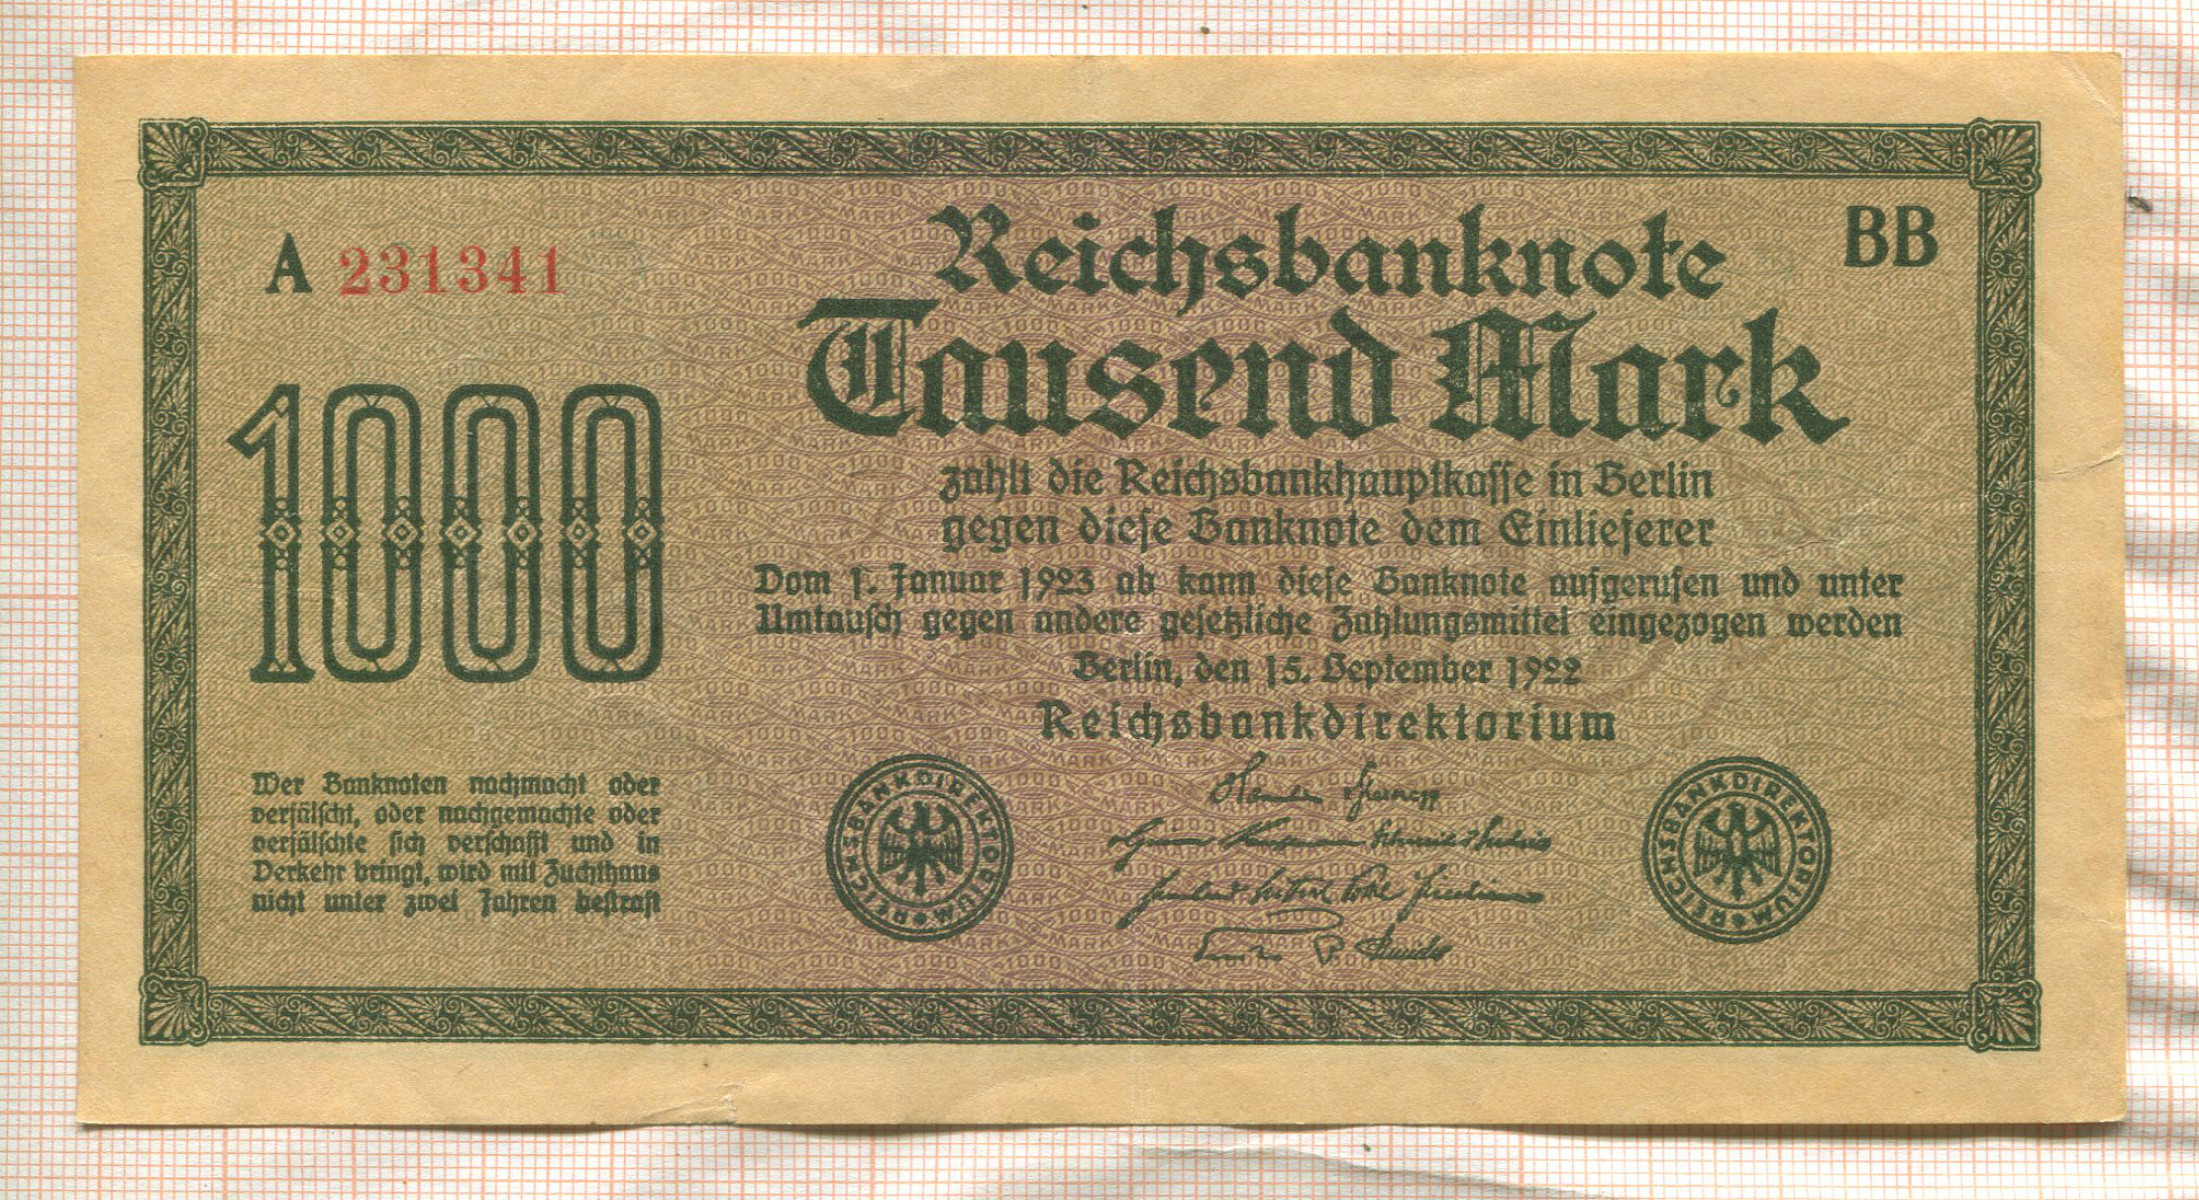 A 231341
BB
Reichsbanknote
Tausend Mark
1000
zahlt die Reichsbankhauptkasse in Berlin
gegen diese Banknote dem Einlieferer
Vom 1. Januar 1923 ab kann diese Banknote aufgerufen und unter
Umtausch gegen andere gesetzliche Zahlungsmittel eingezogen werden
Berlin, den 15. September 1922
Reichsbankdirektorium
Wer Banknoten nachmacht oder
verfälscht, oder nachgemachte oder
verfälschte sich verschafft und in
Verkehr bringt, wird mit Zuchthaus
nicht unter zwei Jahren bestraft
REICHSBANKDIREKTORIUM
REICHSBANKDIREKTORIUM